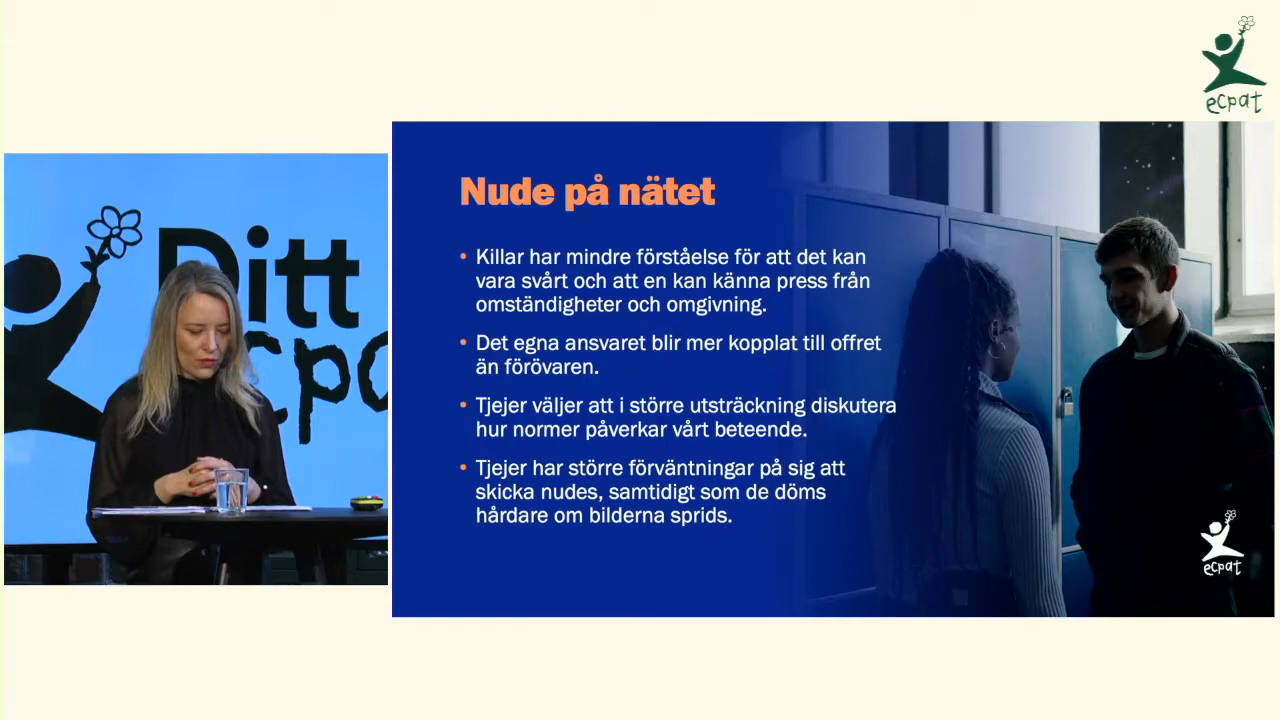 ecpat
Ditt
ecpa
Nude på nätet
Killar har mindre förståelse för att det kan
vara svårt och att en kan känna press från
omständigheter och omgivning.
Det egna ansvaret blir mer kopplat till offret
än förövaren.
Tjejer väljer att i större utsträckning diskutera
hur normer påverkar vårt beteende.
Tjejer har större förväntningar på sig att
skicka nudes, samtidigt som de döms
hårdare om bilderna sprids.
ecpat